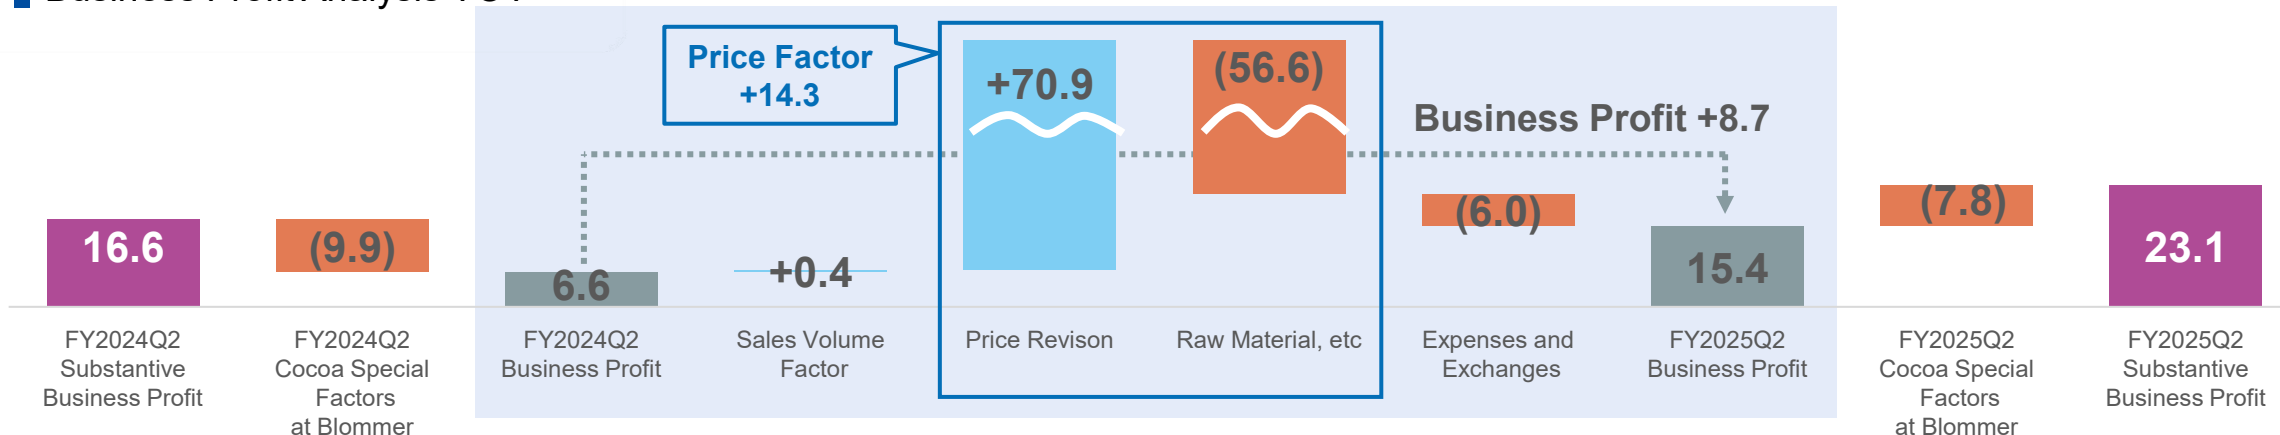 Price Factor
+14.3
+70.9
(56.6)
Business Profit +8.7
16.6
(9.9)
6.6
+0.4
(6.0)
15.4
(7.8)
23.1
FY2024Q2
Substantive
Business Profit
FY2024Q2
Cocoa Special
Factors
at Blommer
FY2024Q2
Business Profit
Sales Volume
Factor
Price Revison
Raw Material, etc
Expenses and
Exchanges
FY2025Q2
Business Profit
FY2025Q2
Cocoa Special
Factors
at Blommer
FY2025Q2
Substantive
Business Profit